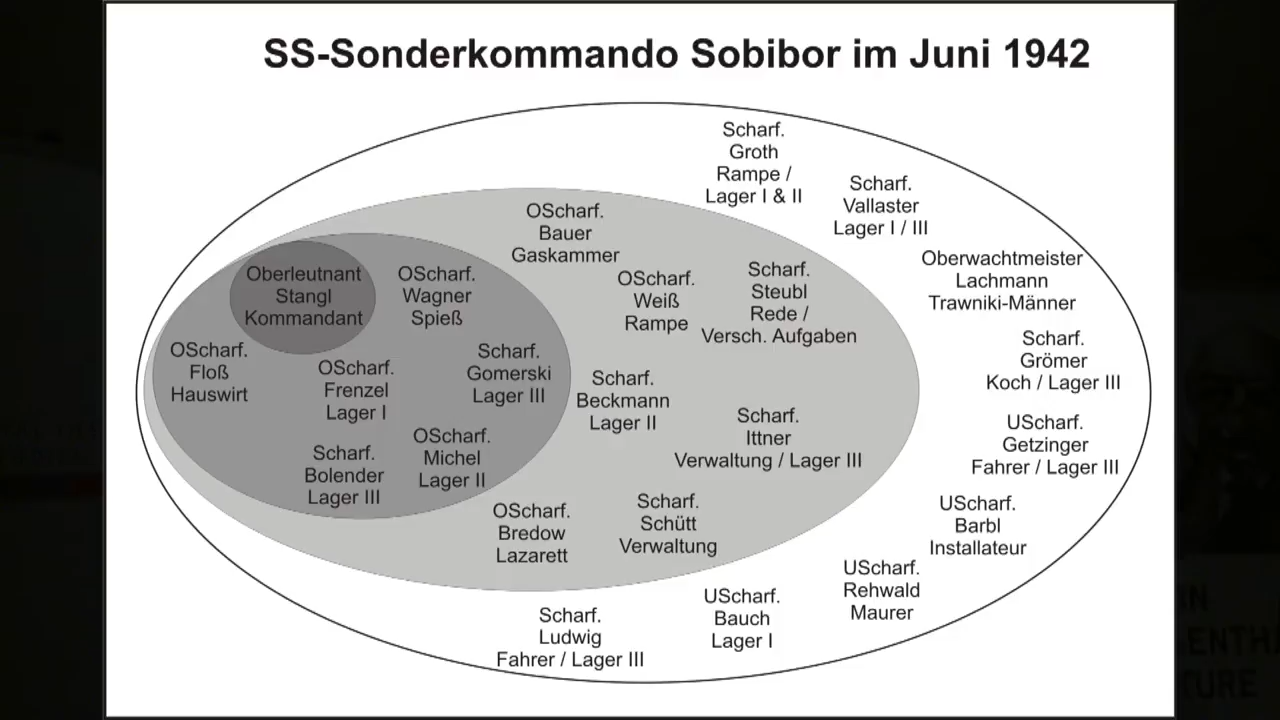 SS-Sonderkommando Sobibor im Juni 1942
Scharf.
Groth
Rampe /
Lager I & II
Scharf.
Vallaster
Lager I / III
OScharf.
Bauer
Gaskammer
Oberwachtmeister
Lachmann
Trawniki-Männer
Oberleutnant
Stangl
Kommandant
OScharf.
Wagner
Spieß
OScharf.
Weiß
Rampe
Scharf.
Steubl
Rede /
Versch. Aufgaben
OScharf.
Floß
Hauswirt
OScharf.
Frenzel
Lager I
Scharf.
Gomerski
Lager III
Scharf.
Beckmann
Lager II
Scharf.
Grömer
Koch / Lager III
Scharf.
Bolender
Lager III
OScharf.
Michel
Lager II
Scharf.
Ittner
Verwaltung / Lager III
UScharf.
Getzinger
Fahrer / Lager III
OScharf.
Bredow
Lazarett
Scharf.
Schütt
Verwaltung
UScharf.
Barbl
Installateur
UScharf.
Rehwald
Maurer
Scharf.
Ludwig
Fahrer / Lager III
UScharf.
Bauch
Lager I